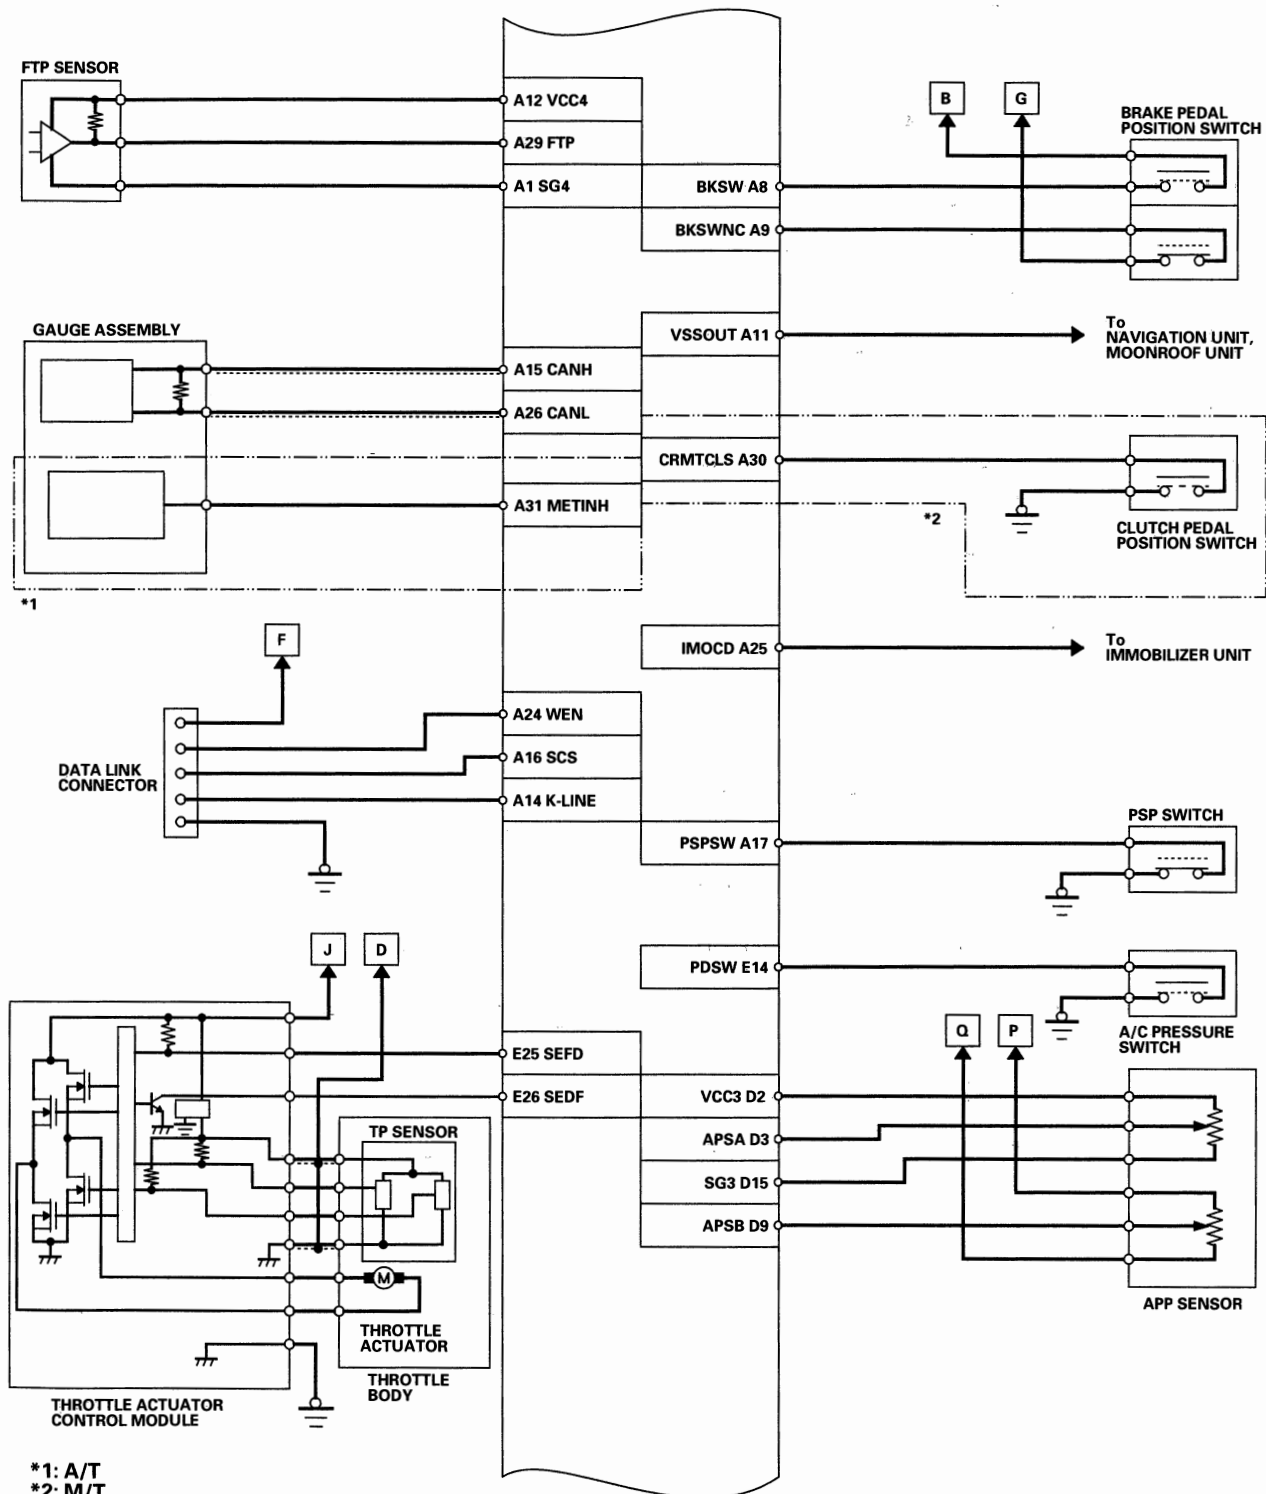 FTP SENSOR
A12 VCC4
A29 FTP
A1 SG4
B
G
BRAKE PEDAL
POSITION SWITCH
BKSW A8
BKSWNC A9
GAUGE ASSEMBLY
VSSOUT A11
To
NAVIGATION UNIT,
MOONROOF UNIT
A15 CANH
A26 CANL
CRMTCLS A30
A31 METINH
*2
CLUTCH PEDAL
POSITION SWITCH
*1
F
IMOCD A25
To
IMMOBILIZER UNIT
A24 WEN
A16 SCS
A14 K-LINE
DATA LINK
CONNECTOR
PSPSW A17
PSP SWITCH
J
D
PDSW E14
Q
P
A/C PRESSURE
SWITCH
E25 SEFD
E26 SEDF
VCC3 D2
APSA D3
SG3 D15
APSB D9
TP SENSOR
M
APP SENSOR
THROTTLE
ACTUATOR
THROTTLE
BODY
THROTTLE ACTUATOR
CONTROL MODULE
*1: A/T
*2: M/T